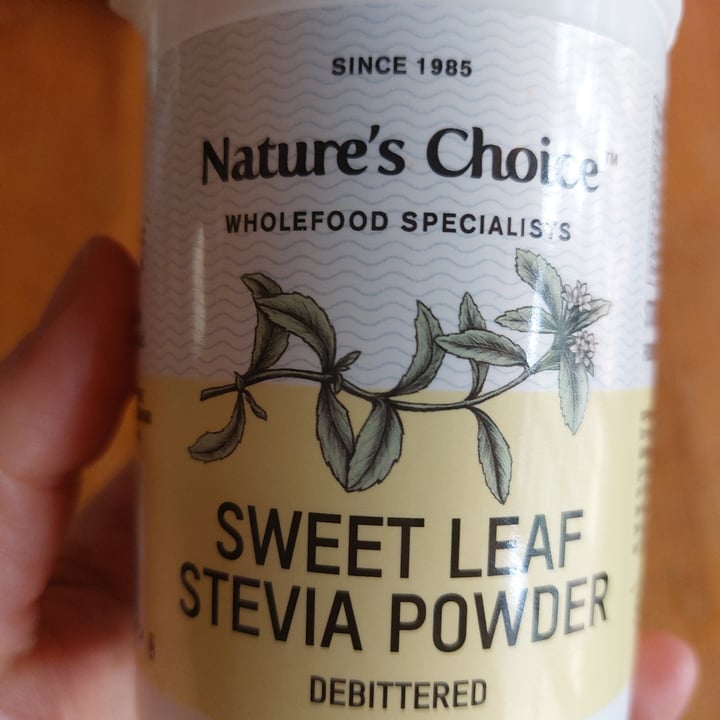 SINCE 1985
Nature's Choice™
WHOLEFOOD SPECIALISTS
SWEET LEAF
STEVIA POWDER
DEBITTERED